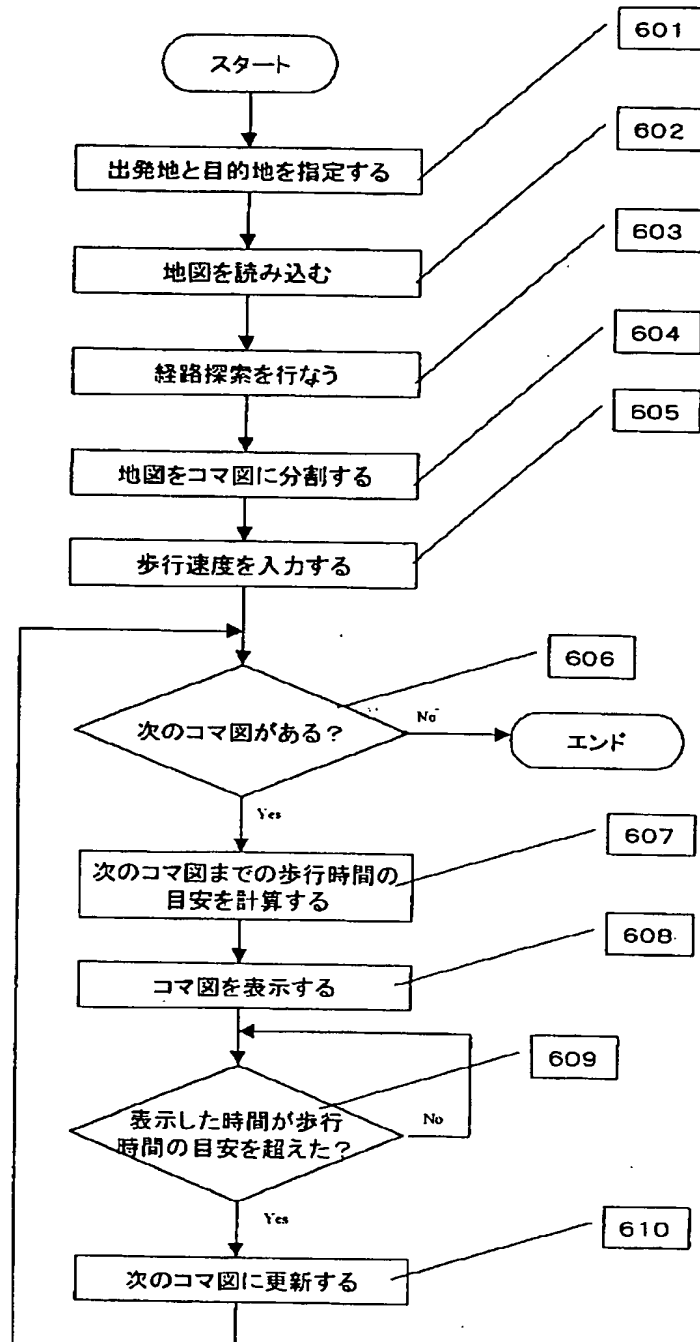 601
スタート
602
出発地と目的地を指定する
603
地図を読み込む
604
経路探索を行なう
605
地図をコマ図に分割する
歩行速度を入力する
606
次のコマ図がある？
No
エンド
Yes
607
次のコマ図までの歩行時間の
目安を計算する
608
コマ図を表示する
609
表示した時間が歩行
時間の目安を超えた？
No
Yes
610
次のコマ図に更新する